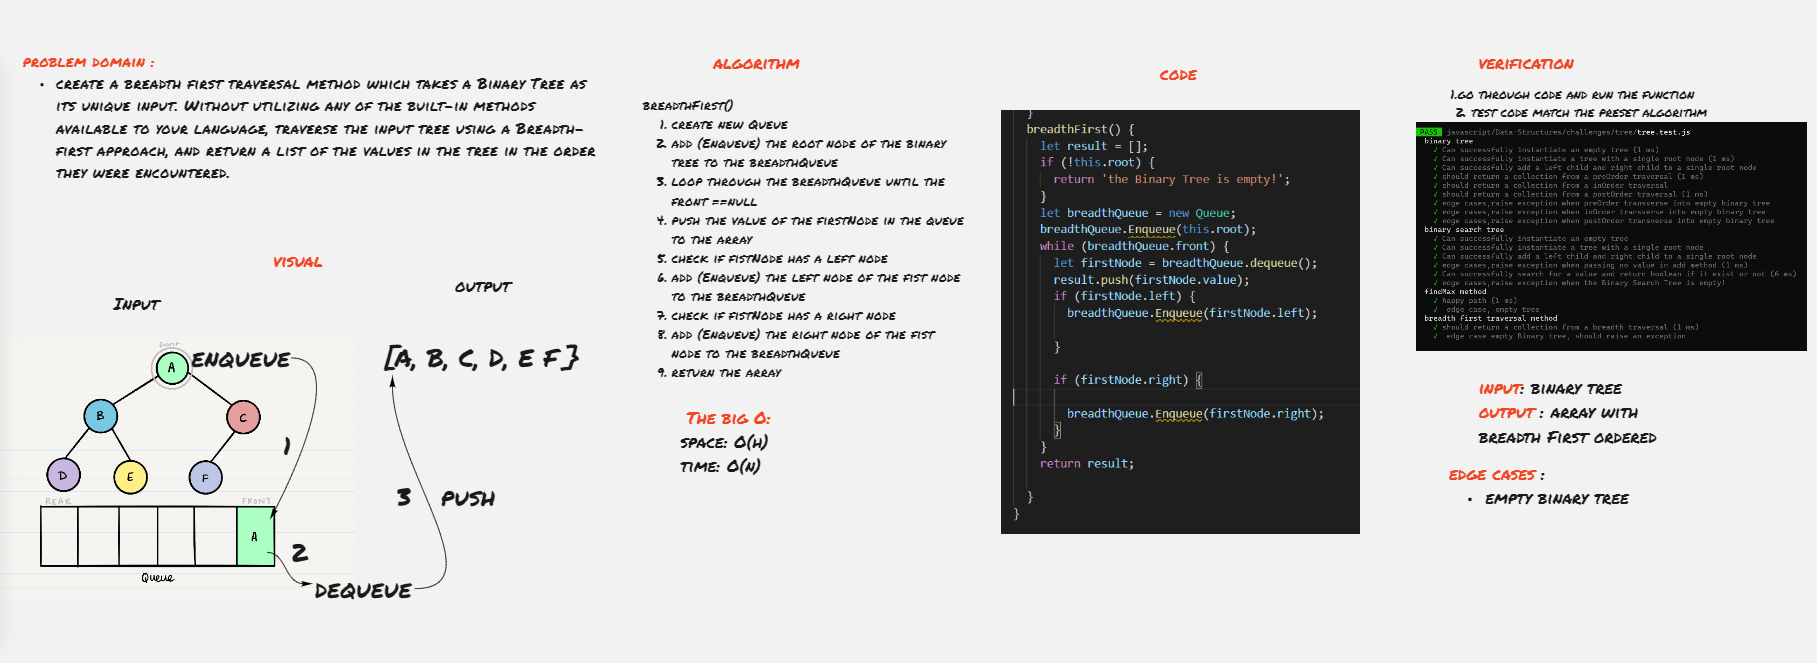 PROBLEM DOMAIN :
• CREATE A BREADTH FIRST TRAVERSAL METHOD WHICH TAKES A BINARY TREE AS
ITS UNIQUE INPUT. WITHOUT UTILIZING ANY OF THE BUILT-IN METHODS
AVAILABLE TO YOUR LANGUAGE, TRAVERSE THE INPUT TREE USING A BREADTH-
FIRST APPROACH, AND RETURN A LIST OF THE VALUES IN THE TREE IN THE ORDER
THEY WERE ENCOUNTERED.
VISUAL
INPUT
OUTPUT
Front
A
ENQUEUE
B
C
D
E
F
1
REAR
FRONT
A
2
Queue
DEQUEUE
3 PUSH
[A, B, C, D, E F,}
ALGORITHM
BREADTHFIRST()
1. CREATE NEW QUEUE
2. ADD (ENQUEUE) THE ROOT NODE OF THE BINARY
TREE TO THE BREADTHQUEUE
3. LOOP THROUGH THE BREADTHQUEUE UNTIL THE
FRONT ==NULL
4. PUSH THE VALUE OF THE FIRSTNODE IN THE QUEUE
TO THE ARRAY
5. CHECK IF FISTNODE HAS A LEFT NODE
6. ADD (ENQUEUE) THE LEFT NODE OF THE FIST NODE
TO THE BREADTHQUEUE
7. CHECK IF FISTNODE HAS A RIGHT NODE
8. ADD (ENQUEUE) THE RIGHT NODE OF THE FIST
NODE TO THE BREADTHQUEUE
9. RETURN THE ARRAY
THE BIG O:
SPACE: O(H)
TIME: O(N)
CODE
}
breadthFirst() {
let result = [];
if (!this.root) {
return 'the Binary Tree is empty!';
}
let breadthQueue = new Queue;
breadthQueue.Enqueue(this.root);
while (breadthQueue.front) {
let firstNode = breadthQueue.dequeue();
result.push(firstNode.value);
if (firstNode.left) {
breadthQueue.Enqueue(firstNode.left);
}
if (firstNode.right) {
breadthQueue.Enqueue(firstNode.right);
}
}
return result;
}
}
VERIFICATION
1.GO THROUGH CODE AND RUN THE FUNCTION
2. TEST CODE MATCH THE PRESET ALGORITHM
PASS javascript/Data-Structures/challenges/tree/tree.test.js
binary tree
√ Can successfully instantiate an empty tree (1 ms)
√ Can successfully instantiate a tree with a single root node (1 ms)
√ Can successfully add a left child and right child to a single root node
√ should return a collection from a preOrder traversal (1 ms)
√ should return a collection from a inOrder traversal
√ should return a collection from a postOrder traversal (1 ms)
√ edge cases,raise exception when preOrder transverse into empty binary tree
√ edge cases,raise exception when inOrder transverse into empty binary tree
√ edge cases,raise exception when postOrder transverse into empty binary tree
binary search tree
√ Can successfully instantiate an empty tree
√ Can successfully instantiate a tree with a single root node
√ Can successfully add a left child and right child to a single root node
√ edge cases,raise exception when passing no value in add method (1 ms)
√ Can successfully search for a value and return boolean if it exist or not (6 ms)
√ edge cases,raise exception when the Binary Search Tree is empty!
findMax method
√ happy path (1 ms)
√ edge case, empty tree
breadth first traversal method
√ should return a collection from a breadth traversal (1 ms)
√ edge case empty Binary tree, should raise an exception
INPUT: BINARY TREE
OUTPUT : ARRAY WITH
BREADTH FIRST ORDERED
EDGE CASES :
• EMPTY BINARY TREE